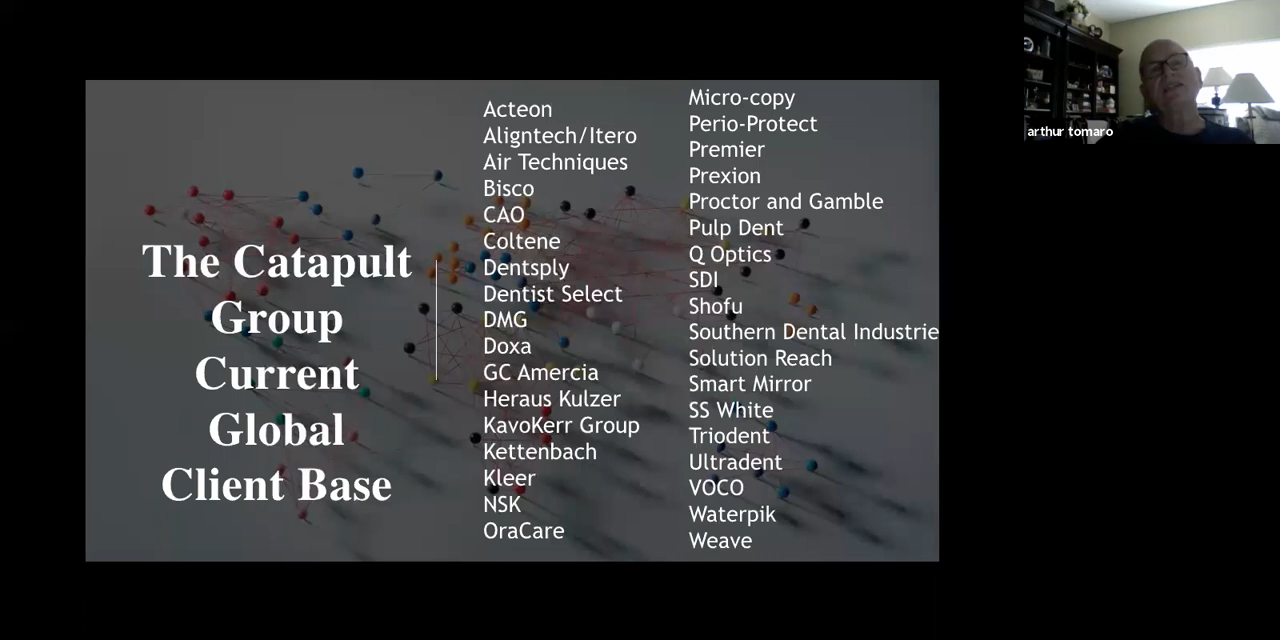 The Catapult
Group
Current
Global
Client Base
Acteon
Aligntech/Itero
Air Techniques
Bisco
CAO
Coltene
Dentsply
Dentist Select
DMG
Doxa
GC Amercia
Heraus Kulzer
KavoKerr Group
Kettenbach
Kleer
NSK
OraCare
Micro-copy
Perio-Protect
Premier
Prexion
Proctor and Gamble
Pulp Dent
Q Optics
SDI
Shofu
Southern Dental Industrie
Solution Reach
Smart Mirror
SS White
Triodent
Ultradent
VOCO
Waterpik
Weave
arthur tomaro